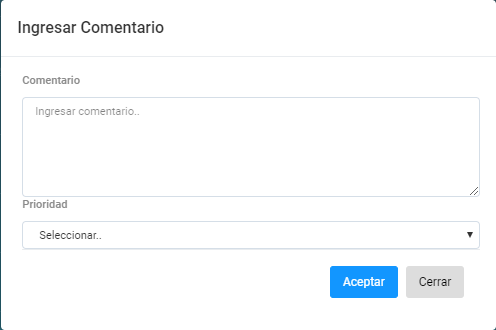 Ingresar Comentario
Comentario
Ingresar comentario..
Prioridad
Seleccionar..
Aceptar Cerrar